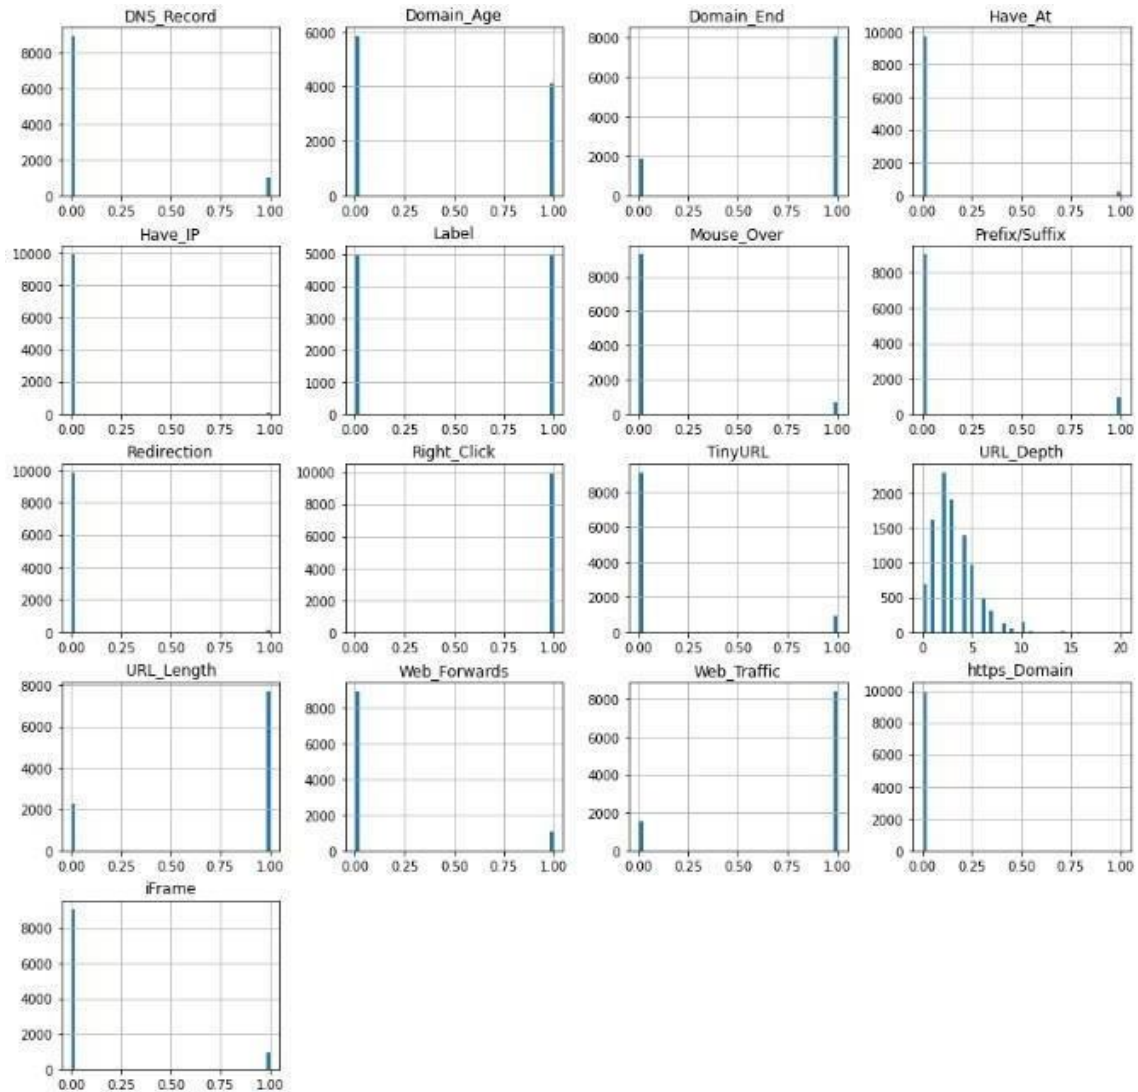 DNS_Record
8000
6000
4000
2000
0
0.00 0.25 0.50 0.75 1.00
Domain_Age
6000
4000
2000
0
0.00 0.25 0.50 0.75 1.00
Domain_End
8000
6000
4000
2000
0
0.00 0.25 0.50 0.75 1.00
Have_At
10000
8000
6000
4000
2000
0
0.00 0.25 0.50 0.75 1.00
Have_IP
10000
8000
6000
4000
2000
0
0.00 0.25 0.50 0.75 1.00
Label
5000
4000
3000
2000
1000
0
0.00 0.25 0.50 0.75 1.00
Mouse_Over
8000
6000
4000
2000
0
0.00 0.25 0.50 0.75 1.00
Prefix/Suffix
8000
6000
4000
2000
0
0.00 0.25 0.50 0.75 1.00
Redirection
10000
8000
6000
4000
2000
0
0.00 0.25 0.50 0.75 1.00
Right_Click
10000
8000
6000
4000
2000
0
0.00 0.25 0.50 0.75 1.00
TinyURL
8000
6000
4000
2000
0
0.00 0.25 0.50 0.75 1.00
URL_Depth
2000
1500
1000
500
0
0 5 10 15 20
URL_Length
8000
6000
4000
2000
0
0.00 0.25 0.50 0.75 1.00
Web_Forwards
8000
6000
4000
2000
0
0.00 0.25 0.50 0.75 1.00
Web_Traffic
8000
6000
4000
2000
0
0.00 0.25 0.50 0.75 1.00
https_Domain
10000
8000
6000
4000
2000
0
0.00 0.25 0.50 0.75 1.00
iFrame
8000
6000
4000
2000
0
0.00 0.25 0.50 0.75 1.00